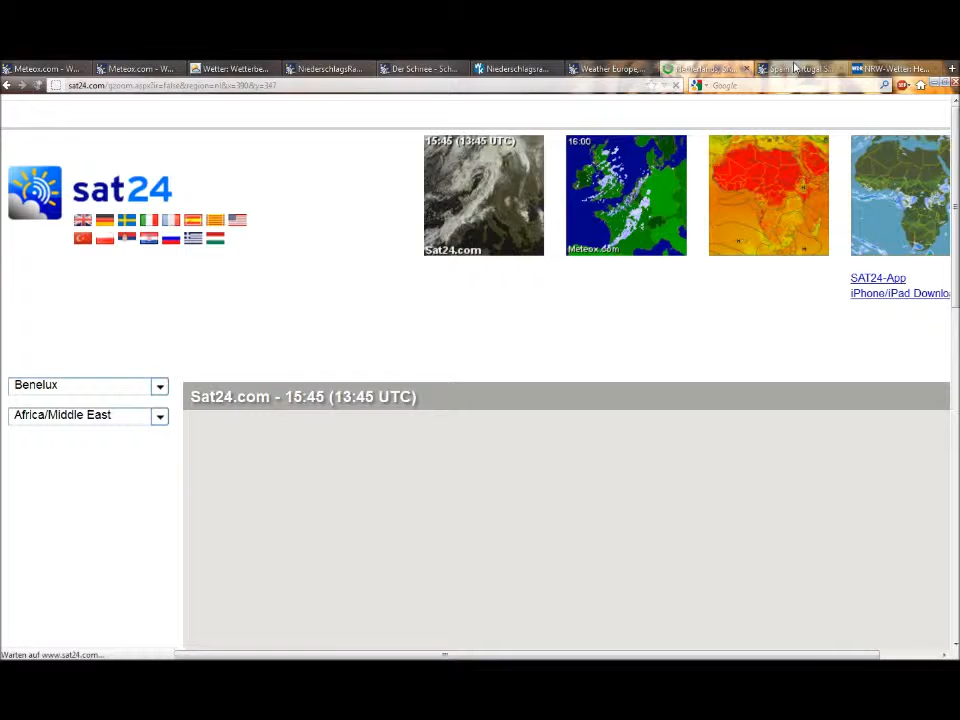 Meteox.com - W...
Meteox.com - W...
Wetter: Wetterbe...
NiederschlagsRa...
Der Schnee - Sch...
Niederschlagsra...
Weather Europe,...
NRW-Wetter: He...
sat24.com/gzoom.aspx?ir=false&region=nl&x=390&y=347
Google
15:45 (13:45 UTC)
16:00
sat24
Sat24.com
Meteox.com
SAT24-App
iPhone/iPad Downlo
Benelux
Sat24.com - 15:45 (13:45 UTC)
Africa/Middle East
Warten auf www.sat24.com...